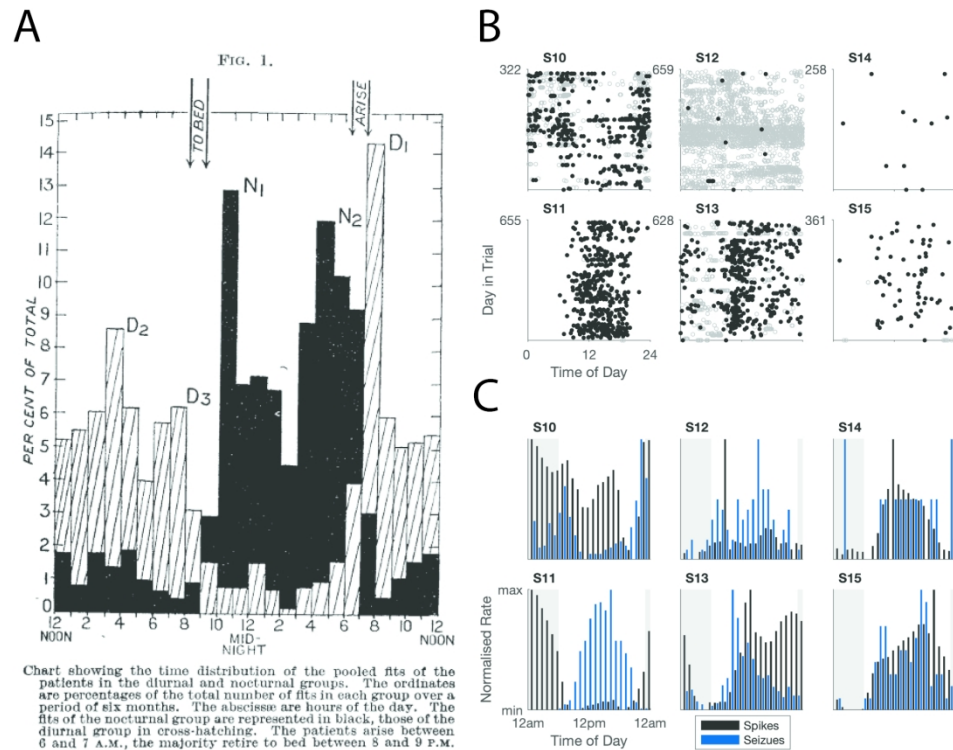 A
FIG. 1.
TO BED
ARISE
15
14
13
12
11
10
9
8
7
6
5
4
3
2
1
0
PER CENT OF TOTAL
D2
D3
N1
N2
D1
12 2 4 6 8 10 12 2 4 6 8 10 12
NOON MID- NOON
NIGHT
Chart showing the time distribution of the pooled fits of the
patients in the diurnal and nocturnal groups. The ordinates
are percentages of the total number of fits in each group over a
period of six months. The abscissæ are hours of the day. The
fits of the nocturnal group are represented in black, those of the
diurnal group in cross-hatching. The patients arise between
6 and 7 A.M., the majority retire to bed between 8 and 9 P.M.
B
S10 S12 S14
322 659 258
S11 S13 S15
655 628 361
Day in Trial
0 12 24
Time of Day
C
S10 S12 S14
S11 S13 S15
max
Normalised Rate
min
12am 12pm 12am
Time of Day
Spikes
Seizues